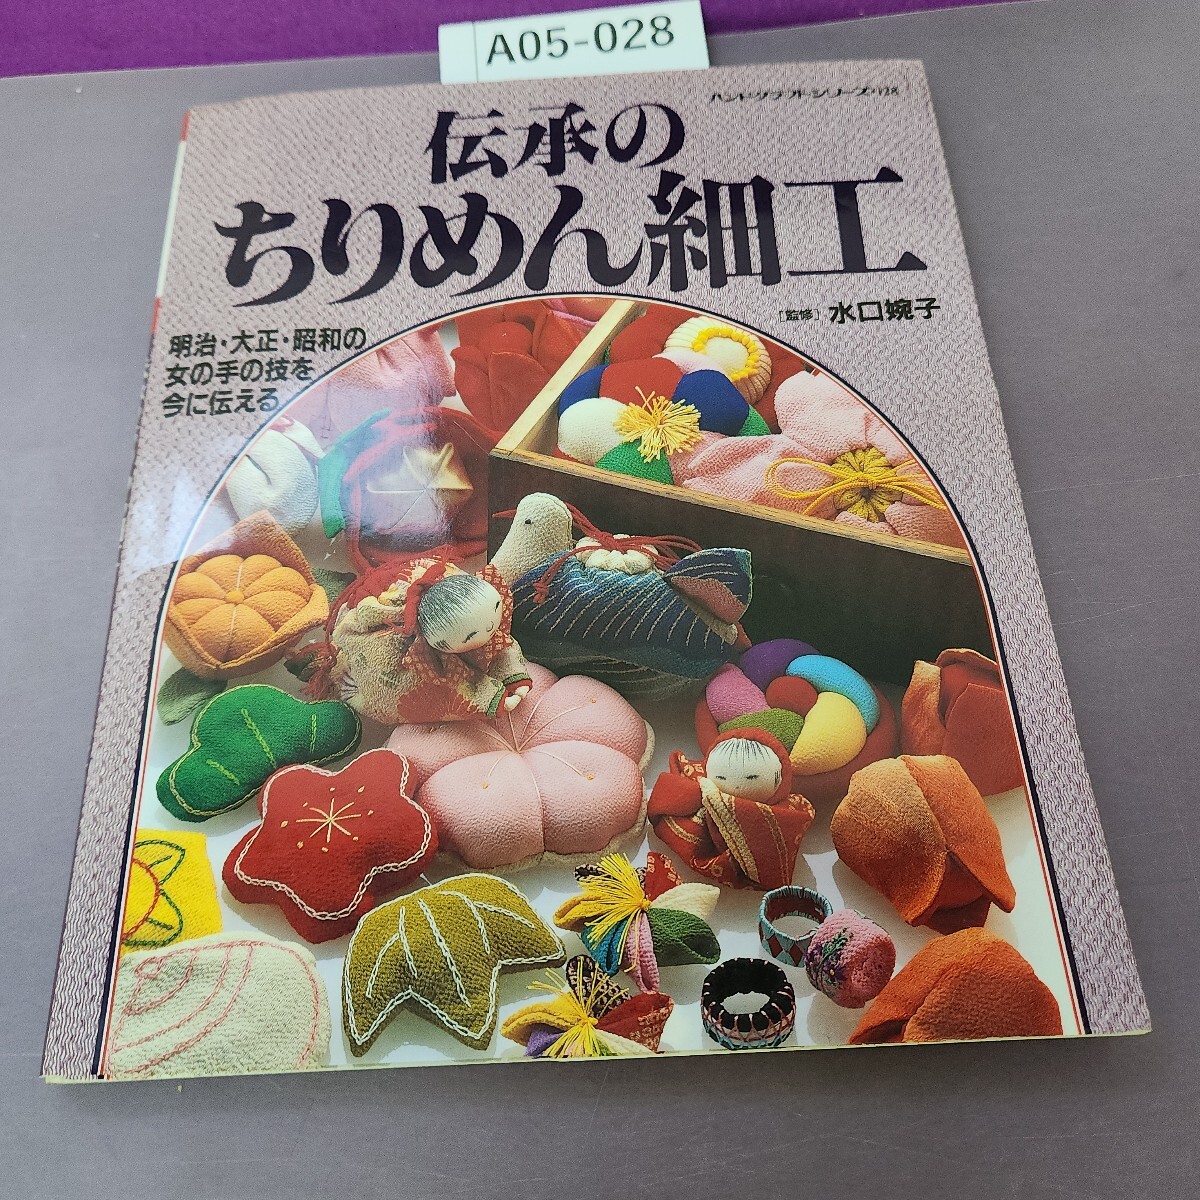 A05-028
ハンドクラフトシリーズ・128
伝承の
ちりめん細工
[監修] 水口婉子
明治・大正・昭和の
女の手の技を
今に伝える